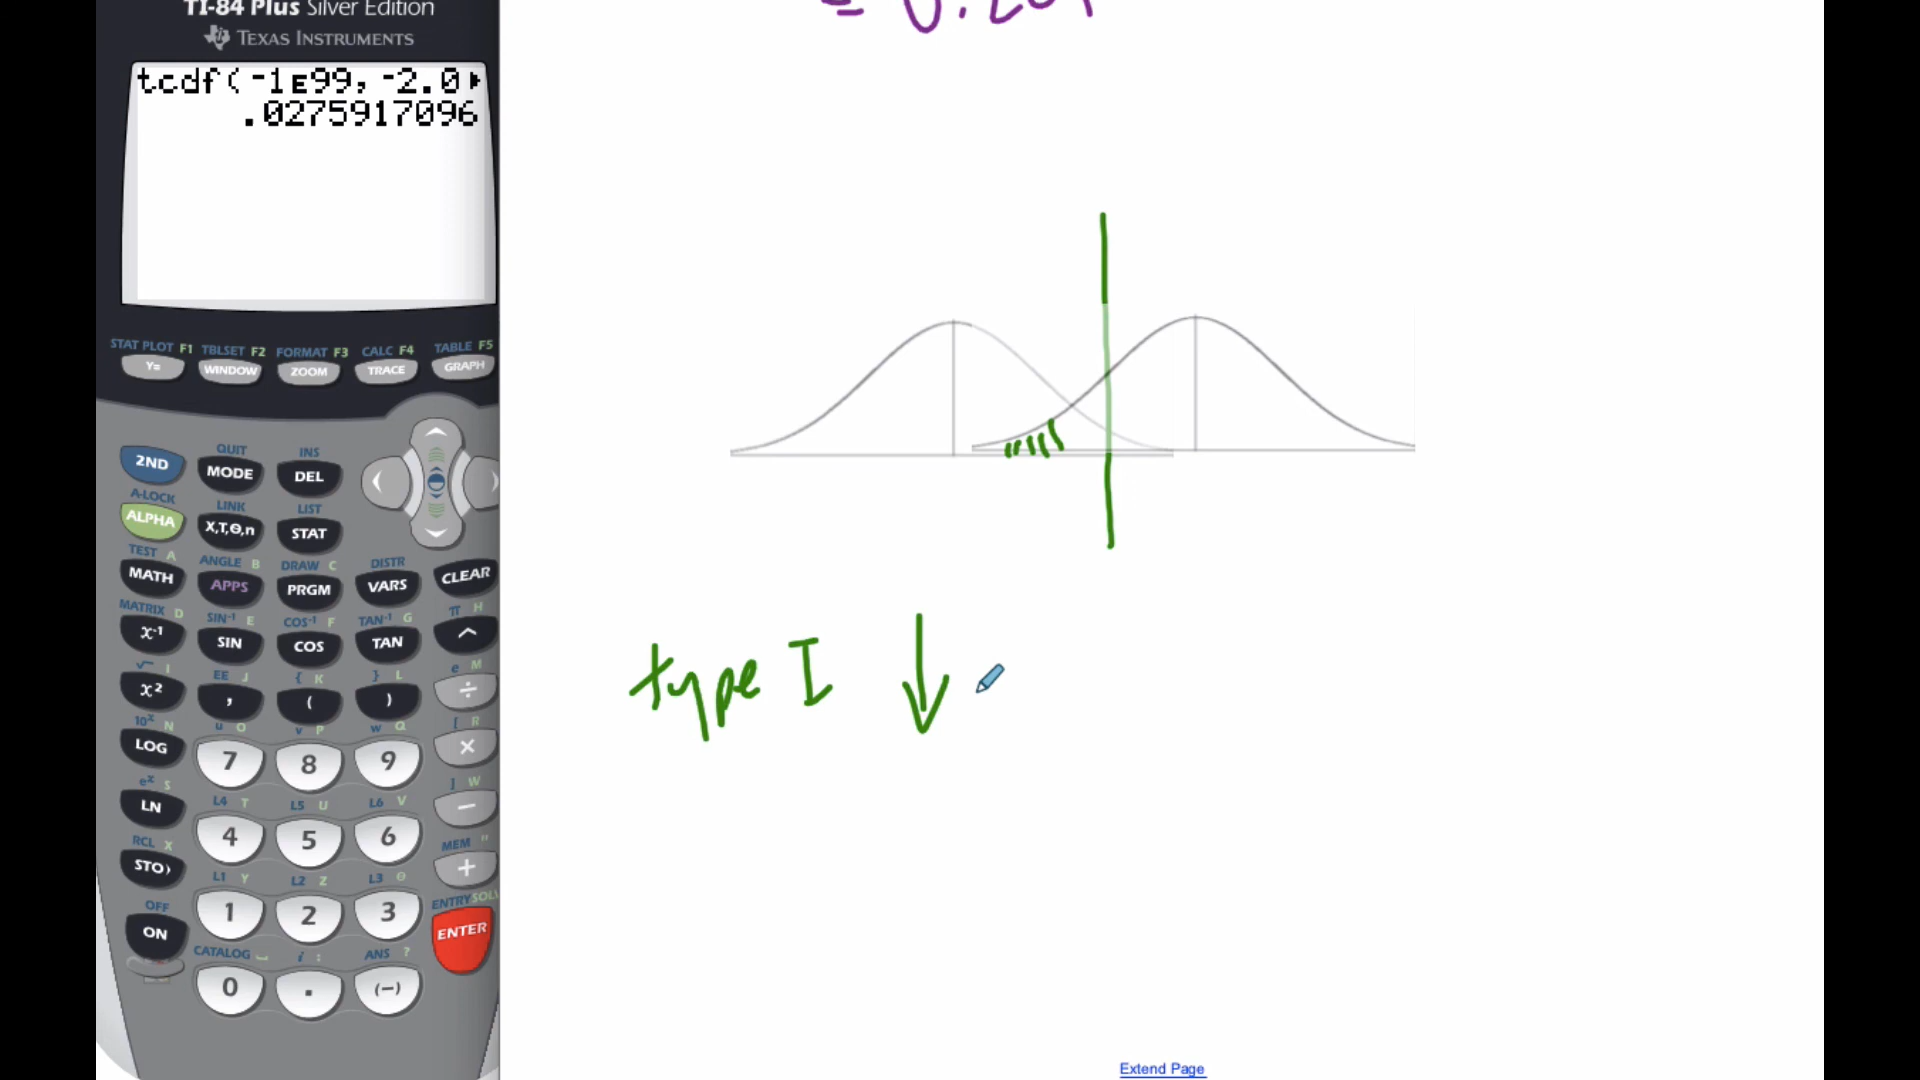 TI-84 Plus Silver Edition
TEXAS INSTRUMENTS
tcdf(-1E99,-2.0
.0275917096
STAT PLOT F1 TBLSET F2 FORMAT F3 CALC F4 TABLE F5
Y= WINDOW ZOOM TRACE GRAPH
QUIT INS
2ND MODE DEL
A-LOCK LINK LIST
ALPHA X,T,Θ,n STAT
TEST A ANGLE B DRAW C DISTR
MATH APPS PRGM VARS CLEAR
MATRIX D SIN-1 E COS-1 F TAN-1 G π H
x-1 SIN COS TAN ^
√ I EE J { K } L e M
x2 , ( ) ÷
10x N u O v P w Q [ R
LOG 7 8 9 ×
ex S L4 T L5 U L6 V ] W
LN 4 5 6 −
RCL X L1 Y L2 Z L3 Θ MEM "
STO› 1 2 3 +
OFF CATALOG i : ANS ? ENTRY SOLV
ON 0 . (−) ENTER
type I ↓
Extend Page